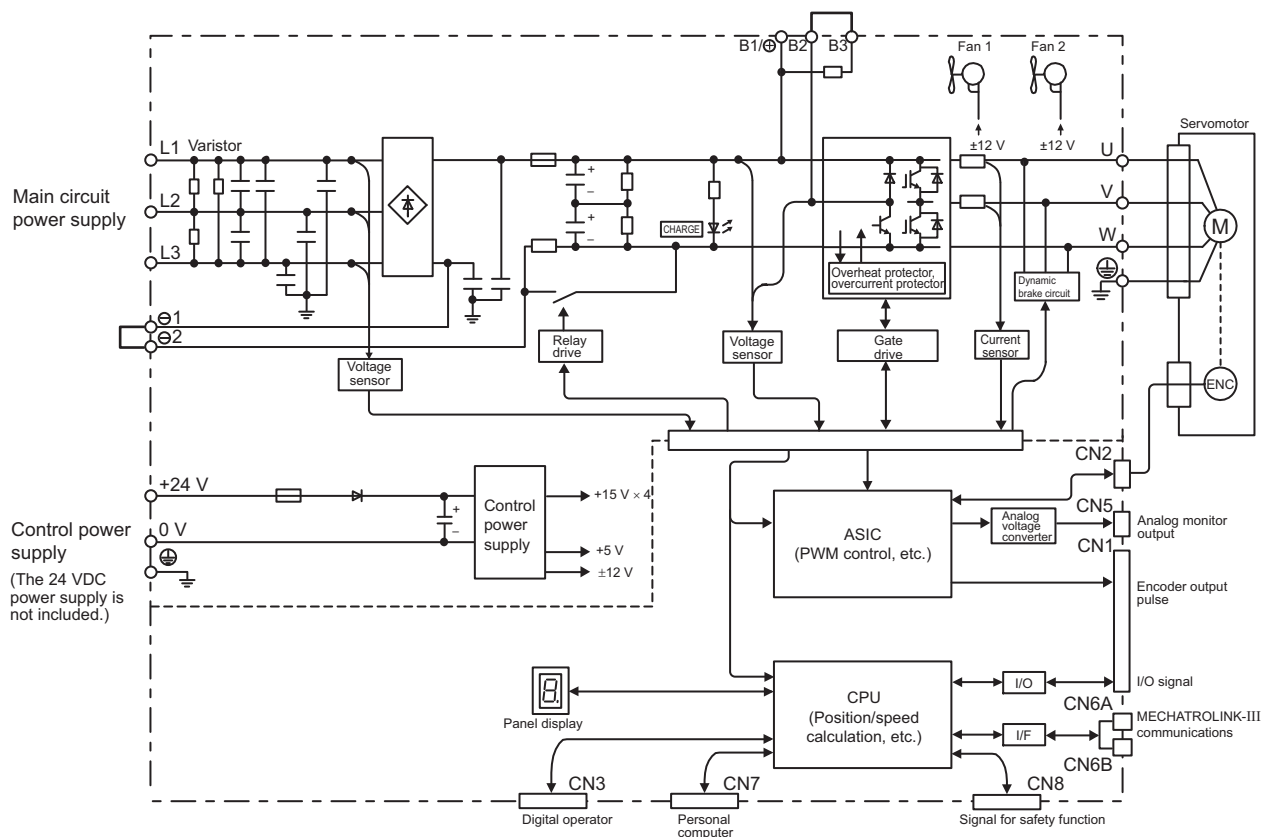 B1/⊕
B2
B3
Fan 1
Fan 2
±12 V
±12 V
Servomotor
Main circuit
power supply
L1
Varistor
L2
L3
⊖1
⊖2
+
–
+
–
CHARGE
Overheat protector,
overcurrent protector
U
V
W
M
Dynamic
brake circuit
Voltage
sensor
Relay
drive
Voltage
sensor
Gate
drive
Current
sensor
ENC
Control power
supply
(The 24 VDC
power supply is
not included.)
+24 V
0 V
+
–
Control
power
supply
+15 V × 4
+5 V
±12 V
ASIC
(PWM control, etc.)
Analog
voltage
converter
CN2
CN5
Analog monitor
output
CN1
Encoder output
pulse
I/O signal
8.
Panel display
CPU
(Position/speed
calculation, etc.)
I/O
I/F
CN6A
MECHATROLINK-III
communications
CN6B
CN3
Digital operator
CN7
Personal
computer
CN8
Signal for safety function